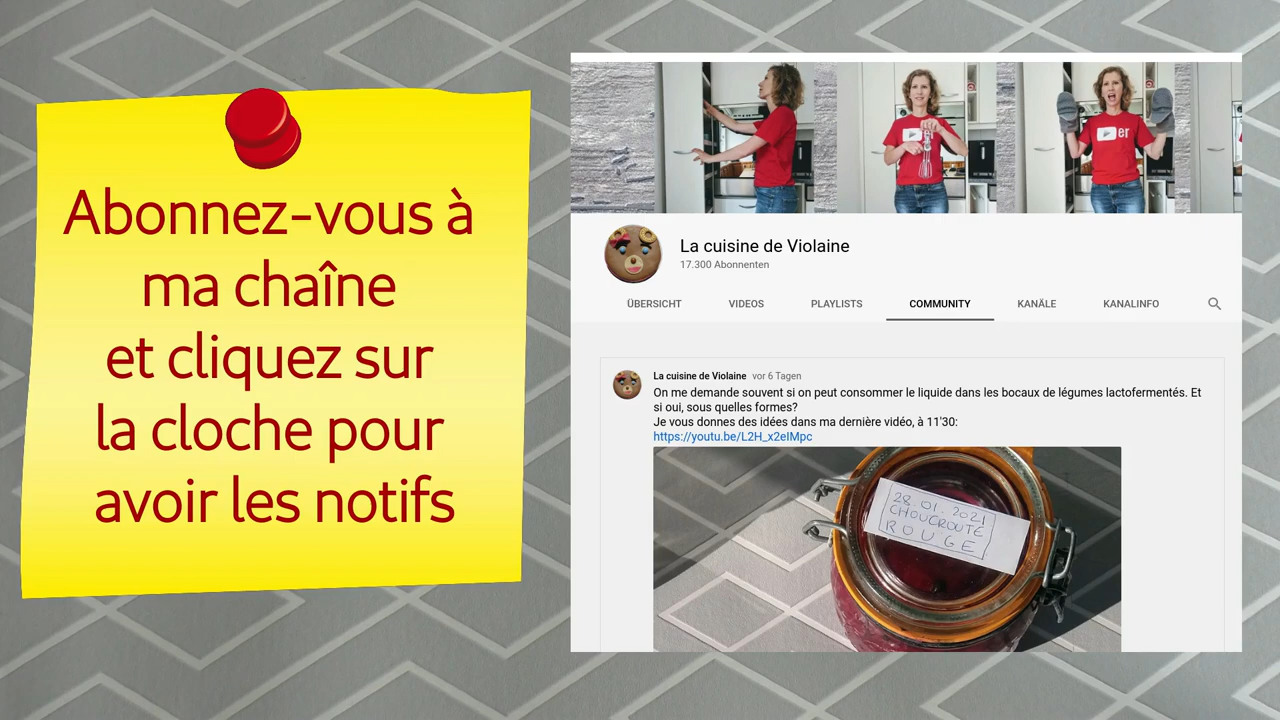 Abonnez-vous à
ma chaîne
et cliquez sur
la cloche pour
avoir les notifs
er
er
La cuisine de Violaine
17.300 Abonnenten
ÜBERSICHT VIDEOS PLAYLISTS COMMUNITY KANÄLE KANALINFO
La cuisine de Violaine vor 6 Tagen
On me demande souvent si on peut consommer le liquide dans les bocaux de légumes lactofermentés. Et
si oui, sous quelles formes?
Je vous donnes des idées dans ma dernière vidéo, à 11'30:
https://youtu.be/L2H_x2eIMpc
28.01.2021
CHOUCROUTE
ROUGE